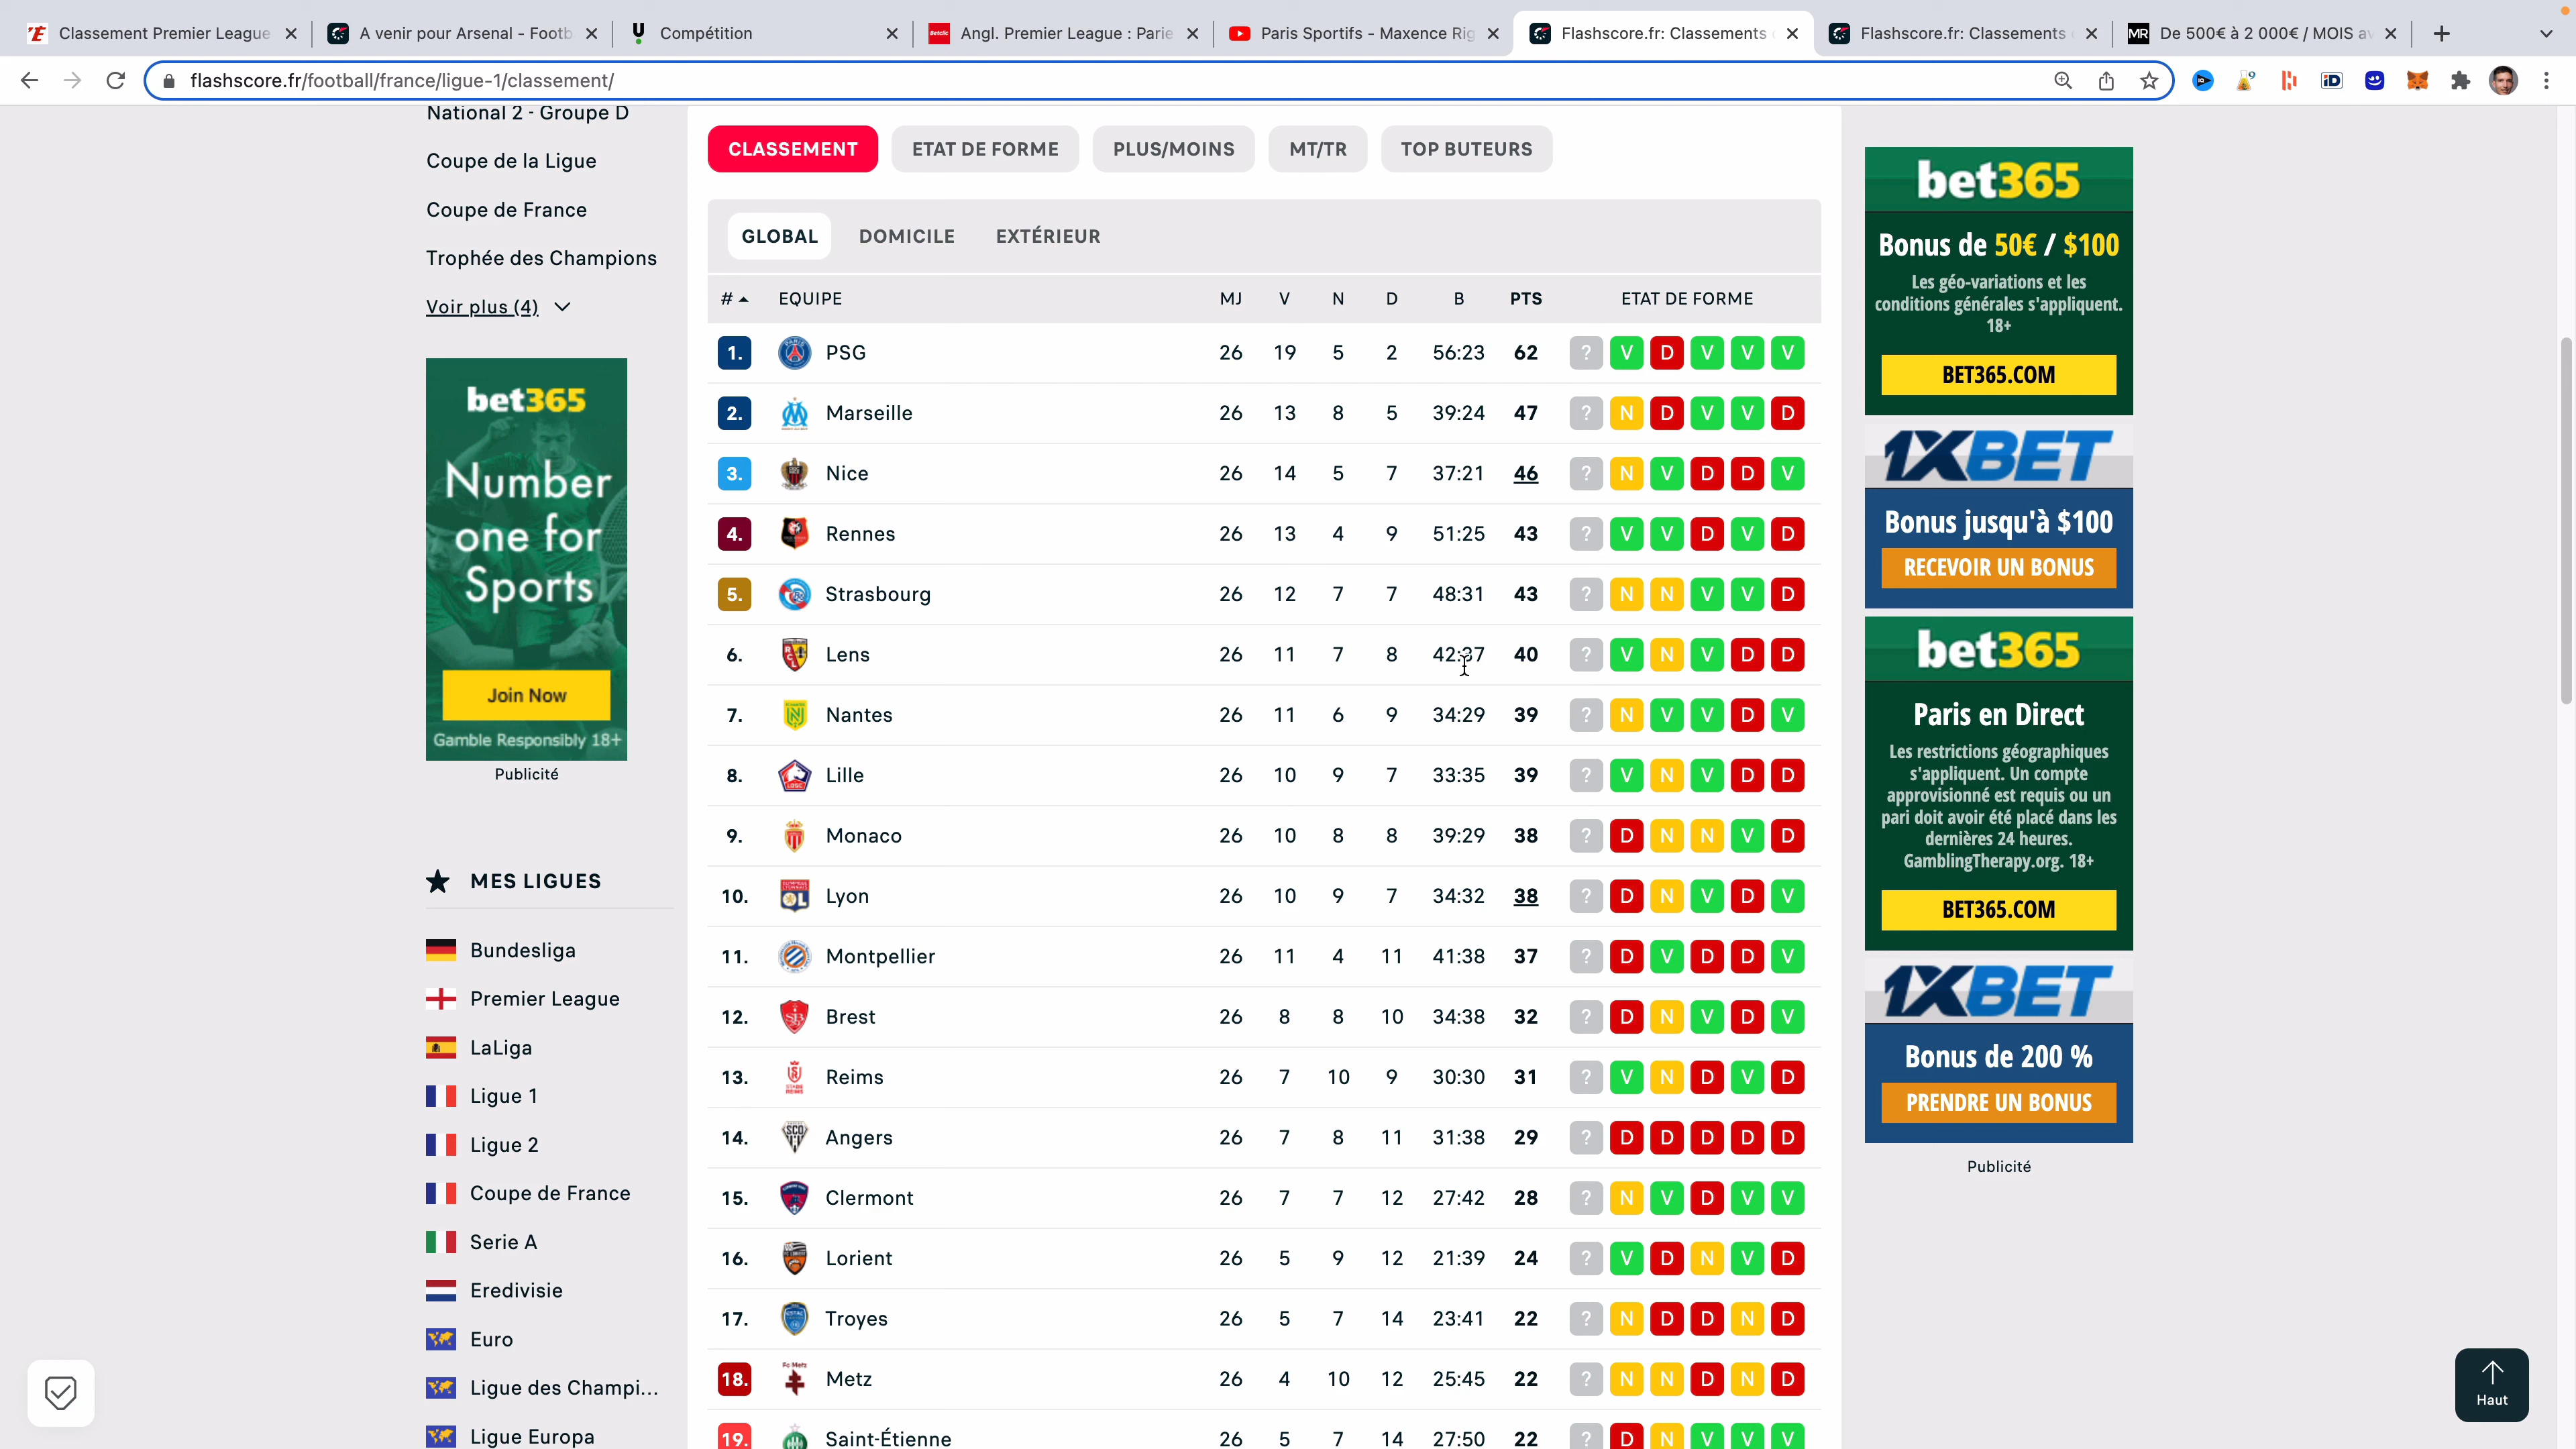 Classement Premier League
A venir pour Arsenal - Footb
Compétition
Angl. Premier League : Parie
Paris Sportifs - Maxence Rig
Flashscore.fr: Classements
Flashscore.fr: Classements
De 500€ à 2 000€ / MOIS av
flashscore.fr/football/france/ligue-1/classement/
National 2 - Groupe D
Coupe de la Ligue
Coupe de France
Trophée des Champions
Voir plus (4)
bet365
Number
one for
Sports
Join Now
Gamble Responsibly 18+
Publicité
MES LIGUES
Bundesliga
Premier League
LaLiga
Ligue 1
Ligue 2
Coupe de France
Serie A
Eredivisie
Euro
Ligue des Champi...
Ligue Europa
CLASSEMENT ETAT DE FORME PLUS/MOINS MT/TR TOP BUTEURS
GLOBAL DOMICILE EXTÉRIEUR
# EQUIPE MJ V N D B PTS ETAT DE FORME
1. PSG 26 19 5 2 56:23 62 ? V D V V V
2. Marseille 26 13 8 5 39:24 47 ? N D V V D
3. Nice 26 14 5 7 37:21 46 ? N V D D V
4. Rennes 26 13 4 9 51:25 43 ? V V D V D
5. Strasbourg 26 12 7 7 48:31 43 ? N N V V D
6. Lens 26 11 7 8 42:37 40 ? V N V D D
7. Nantes 26 11 6 9 34:29 39 ? N V V D V
8. Lille 26 10 9 7 33:35 39 ? V N V D D
9. Monaco 26 10 8 8 39:29 38 ? D N N V D
10. Lyon 26 10 9 7 34:32 38 ? D N V D V
11. Montpellier 26 11 4 11 41:38 37 ? D V D D V
12. Brest 26 8 8 10 34:38 32 ? D N V D V
13. Reims 26 7 10 9 30:30 31 ? V N D V D
14. Angers 26 7 8 11 31:38 29 ? D D D D D
15. Clermont 26 7 7 12 27:42 28 ? N V D V V
16. Lorient 26 5 9 12 21:39 24 ? V D N V D
17. Troyes 26 5 7 14 23:41 22 ? N D D N D
18. Metz 26 4 10 12 25:45 22 ? N N D N D
19. Saint-Étienne 26 5 7 14 27:50 22 ? D N V V V
bet365
Bonus de 50€ / $100
Les géo-variations et les
conditions générales s'appliquent.
18+
BET365.COM
1XBET
Bonus jusqu'à $100
RECEVOIR UN BONUS
bet365
Paris en Direct
Les restrictions géographiques
s'appliquent. Un compte
approvisionné est requis ou un
pari doit avoir été placé dans les
dernières 24 heures.
GamblingTherapy.org. 18+
BET365.COM
1XBET
Bonus de 200 %
PRENDRE UN BONUS
Publicité
Haut